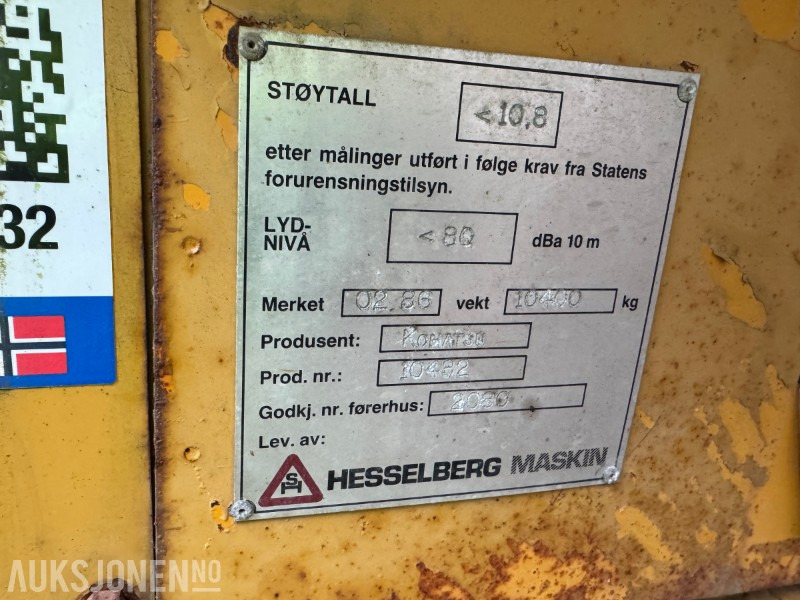 32
STØYTALL <10,8
etter målinger utført i følge krav fra Statens
forurensningstilsyn.
LYD-
NIVÅ <80 dBa 10 m
Merket 02.86 vekt 10400 kg
Produsent: KOMATSU
Prod. nr.: 10482
Godkj. nr. førerhus: 2080
Lev. av:
SH HESSELBERG MASKIN
AUKSJONEN.NO